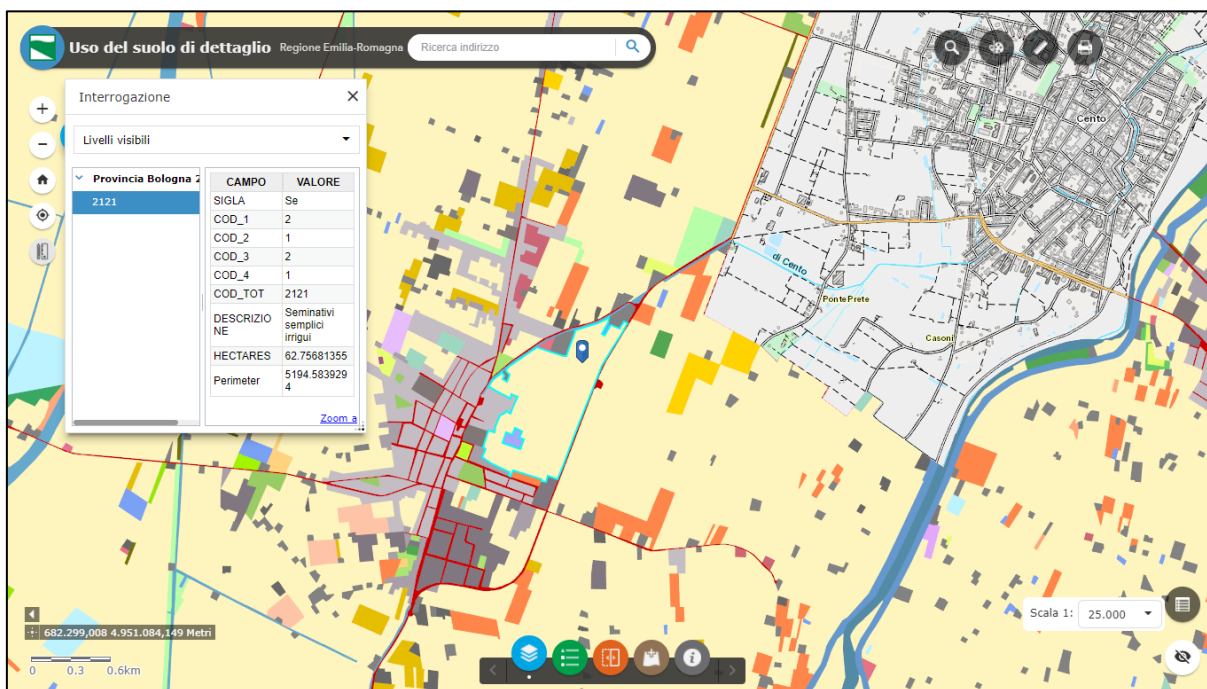 Uso del suolo di dettaglio Regione Emilia-Romagna Ricerca indirizzo
Interrogazione
Livelli visibili
Provincia Bologna 2
2121
CAMPO VALORE
SIGLA Se
COD_1 2
COD_2 1
COD_3 2
COD_4 1
COD_TOT 2121
DESCRIZIO
NE
Seminativi
semplici
irrigui
HECTARES 62.75681355
Perimeter
5194.583929
4
Zoom a
Cento
di Cento
Ponte Prete
Casoni
Scala 1: 25.000
682.299,008 4.951.084,149 Metri
0 0.3 0.6km